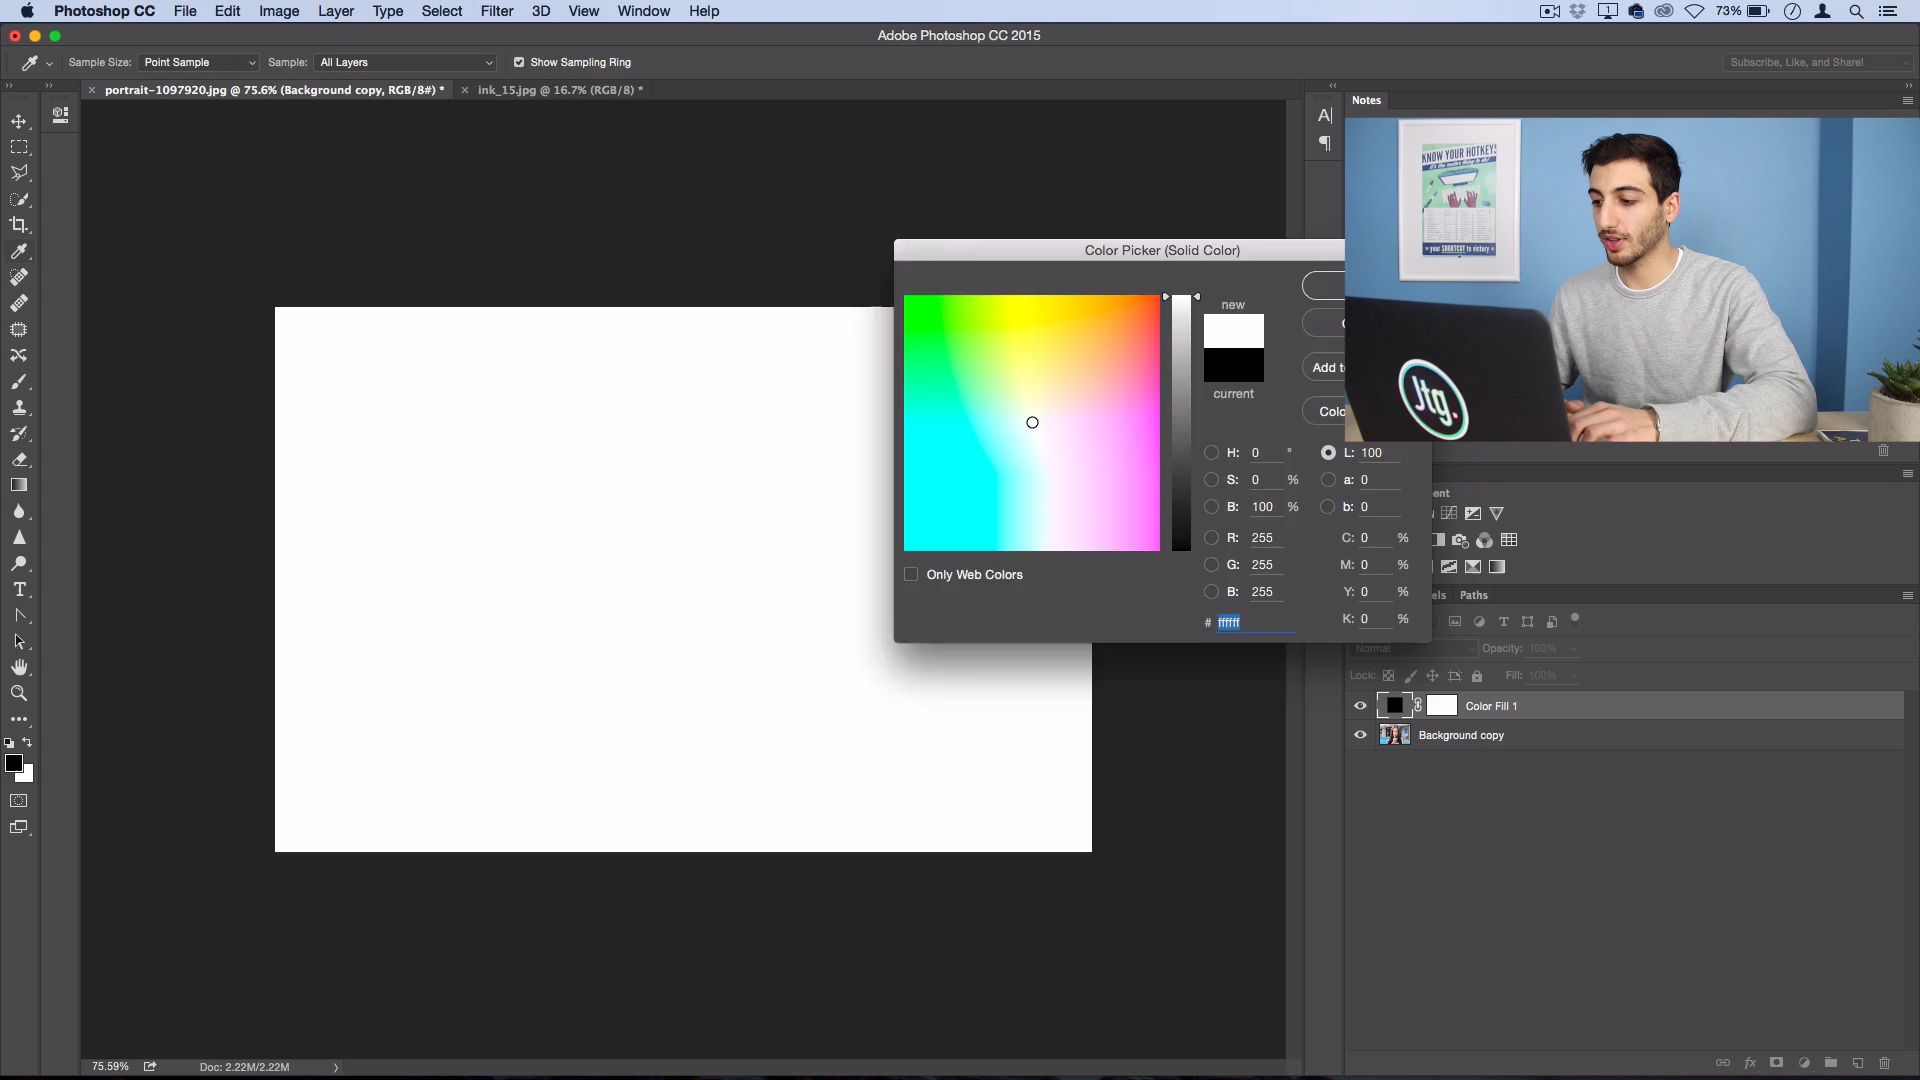 Photoshop CC File Edit Image Layer Type Select Filter 3D View Window Help 1 73%
Adobe Photoshop CC 2015
Sample Size: Point Sample Sample: All Layers Show Sampling Ring Subscribe, Like, and Share!
portrait-1097920.jpg @ 75.6% (Background copy, RGB/8#) * ink_15.jpg @ 16.7% (RGB/8) *
Notes
KNOW YOUR HOTKEYS
your SHORTCUT to victory
Jtg.
Color Picker (Solid Color)
new
current
Add to
Colo
H: 0 ° L: 100
S: 0 % a: 0
B: 100 % b: 0
R: 255 C: 0 %
G: 255 M: 0 %
B: 255 Y: 0 %
# ffffff K: 0 %
Only Web Colors
ment
els Paths
Normal Opacity: 100%
Lock: Fill: 100%
Color Fill 1
Background copy
75.59% Doc: 2.22M/2.22M